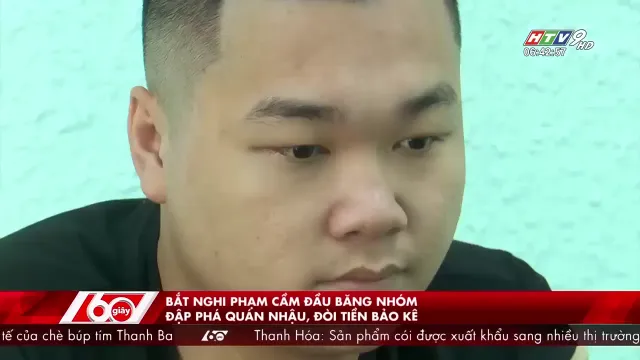 HTV9 HD
06:42:57
60 giây
BẮT NGHI PHẠM CẦM ĐẦU BĂNG NHÓM
ĐẬP PHÁ QUÁN NHẬU, ĐÒI TIỀN BẢO KÊ
tế của chè búp tím Thanh Ba 60giây Thanh Hóa: Sản phẩm cói được xuất khẩu sang nhiều thị trường